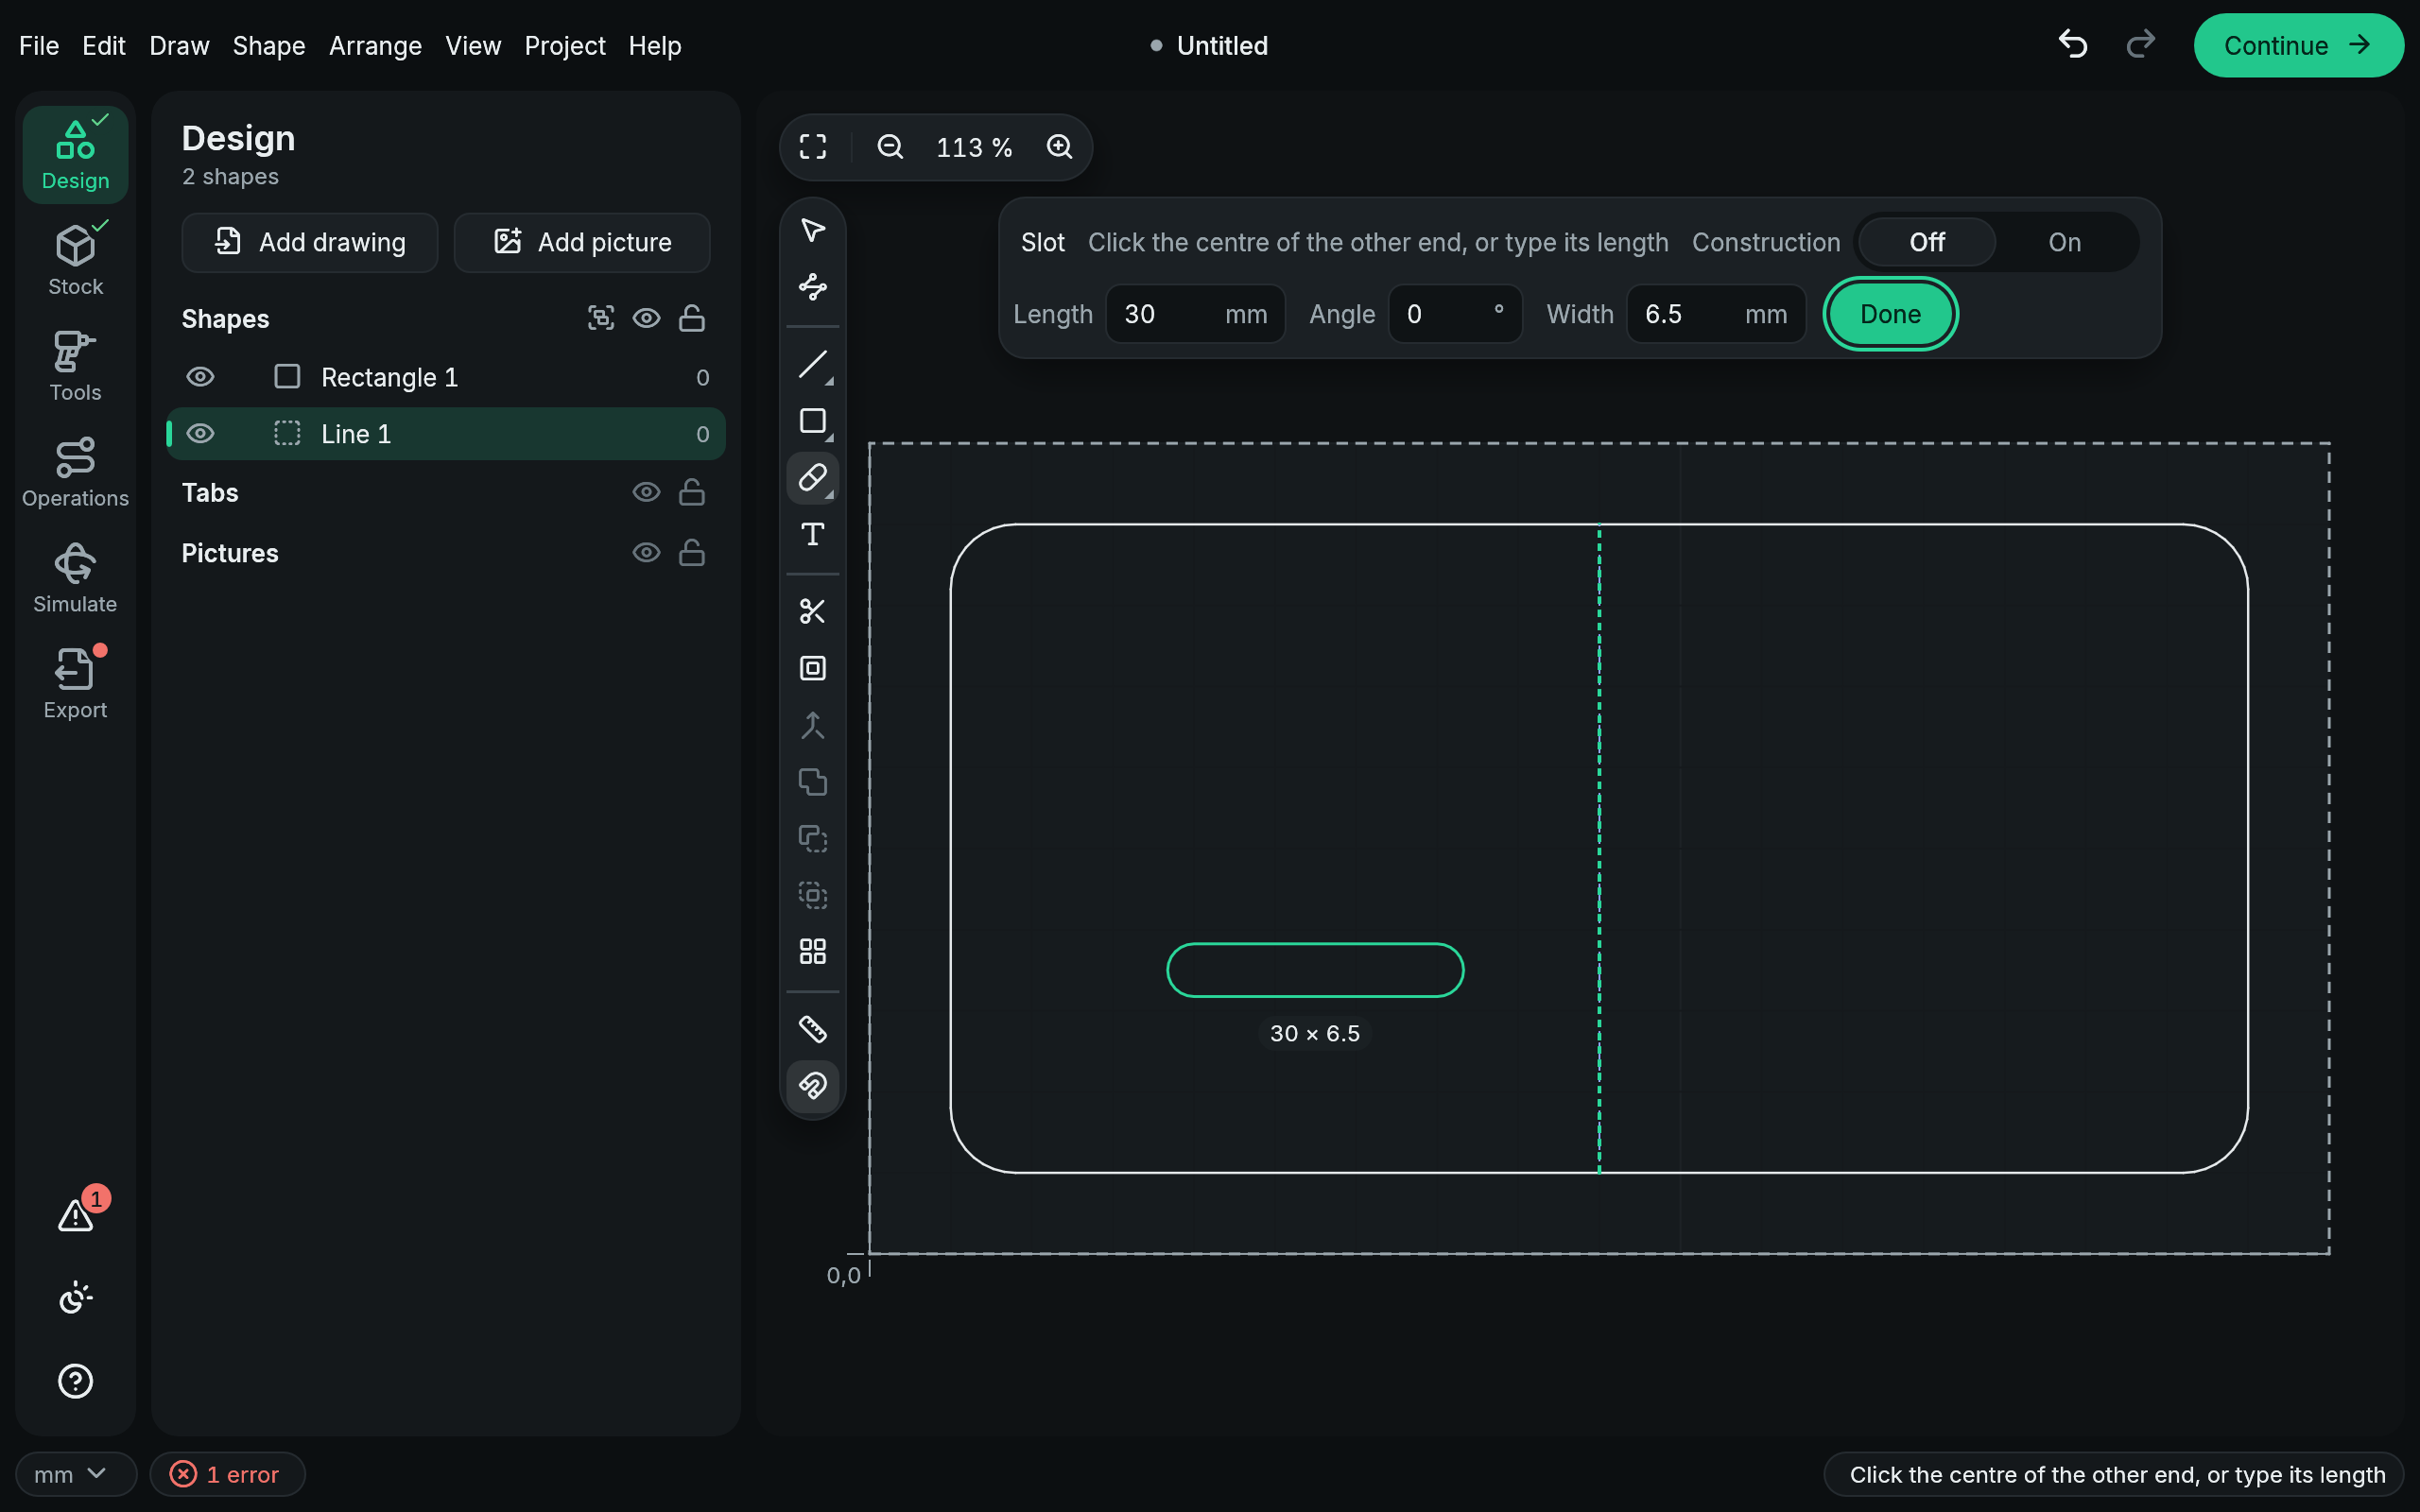 File Edit Draw Shape Arrange View Project Help
Untitled
Continue
Design
Stock
Tools
Operations
Simulate
Export
1
Design
2 shapes
Add drawing
Add picture
Shapes
Rectangle 1 0
Line 1 0
Tabs
Pictures
113 %
Slot Click the centre of the other end, or type its length Construction Off On
Length 30 mm Angle 0 ° Width 6.5 mm Done
30 × 6.5
0,0
mm
1 error
Click the centre of the other end, or type its length